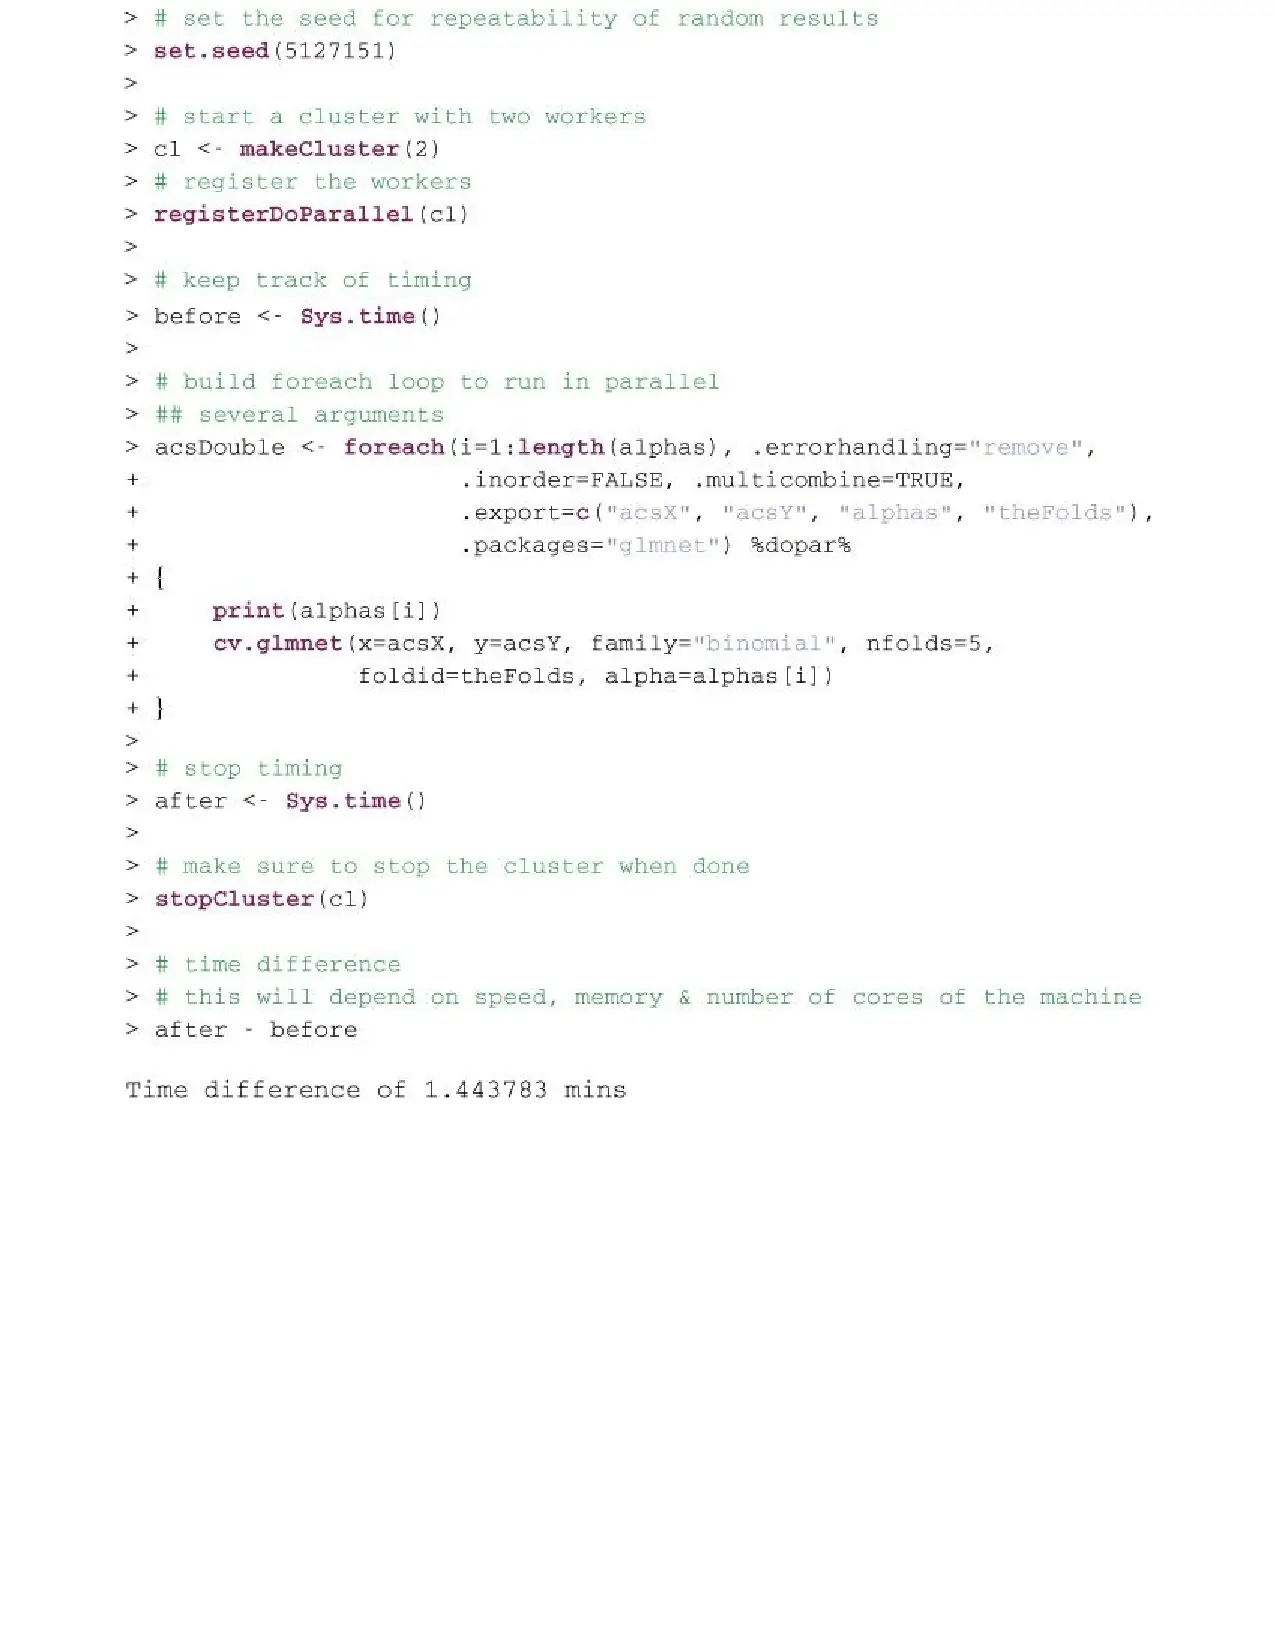 > # set the seed for repeatability of random results
> set.seed(5127151)
>
> # start a cluster with two workers
> cl <- makeCluster(2)
> # register the workers
> registerDoParallel(cl)
>
> # keep track of timing
> before <- Sys.time()
>
> # build foreach loop to run in parallel
> ## several arguments
> acsDouble <- foreach(i=1:length(alphas), .errorhandling="remove",
+                      .inorder=FALSE, .multicombine=TRUE,
+                      .export=c("acsX", "acsY", "alphas", "theFolds"),
+                      .packages="glmnet") %dopar%
+ {
+     print(alphas[i])
+     cv.glmnet(x=acsX, y=acsY, family="binomial", nfolds=5,
+               foldid=theFolds, alpha=alphas[i])
+ }
>
> # stop timing
> after <- Sys.time()
>
> # make sure to stop the cluster when done
> stopCluster(cl)
>
> # time difference
> # this will depend on speed, memory & number of cores of the machine
> after - before
Time difference of 1.443783 mins